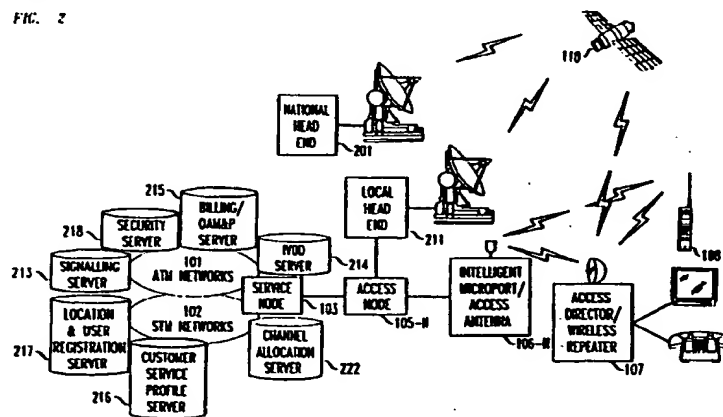 FIG. 2
110
NATIONAL
HEAD
END
201
215
BILLING/
OAM&P
SERVER
218
SECURITY
SERVER
LOCAL
HEAD
END
211
213
SIGNALLING
SERVER
101
ATM NETWORKS
IVOD
SERVER
214
SERVICE
NODE
103
ACCESS
NODE
105-N
INTELLIGENT
MICROPORT/
ACCESS
ANTENNA
106-N
ACCESS
DIRECTOR/
WIRELESS
REPEATER
107
108
LOCATION
& USER
REGISTRATION
SERVER
217
102
STM NETWORKS
CUSTOMER
SERVICE
PROFILE
SERVER
216
CHANNEL
ALLOCATION
SERVER
222